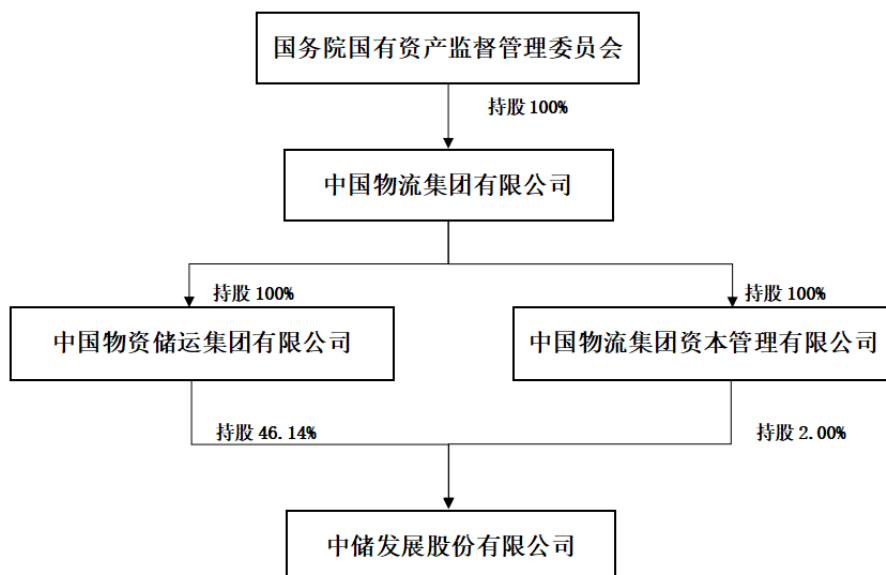 国务院国有资产监督管理委员会
持股 100%
中国物流集团有限公司
持股 100%
持股 100%
中国物资储运集团有限公司
中国物流集团资本管理有限公司
持股 46.14%
持股 2.00%
中储发展股份有限公司